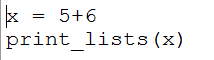 x = 5+6
print_lists(x)